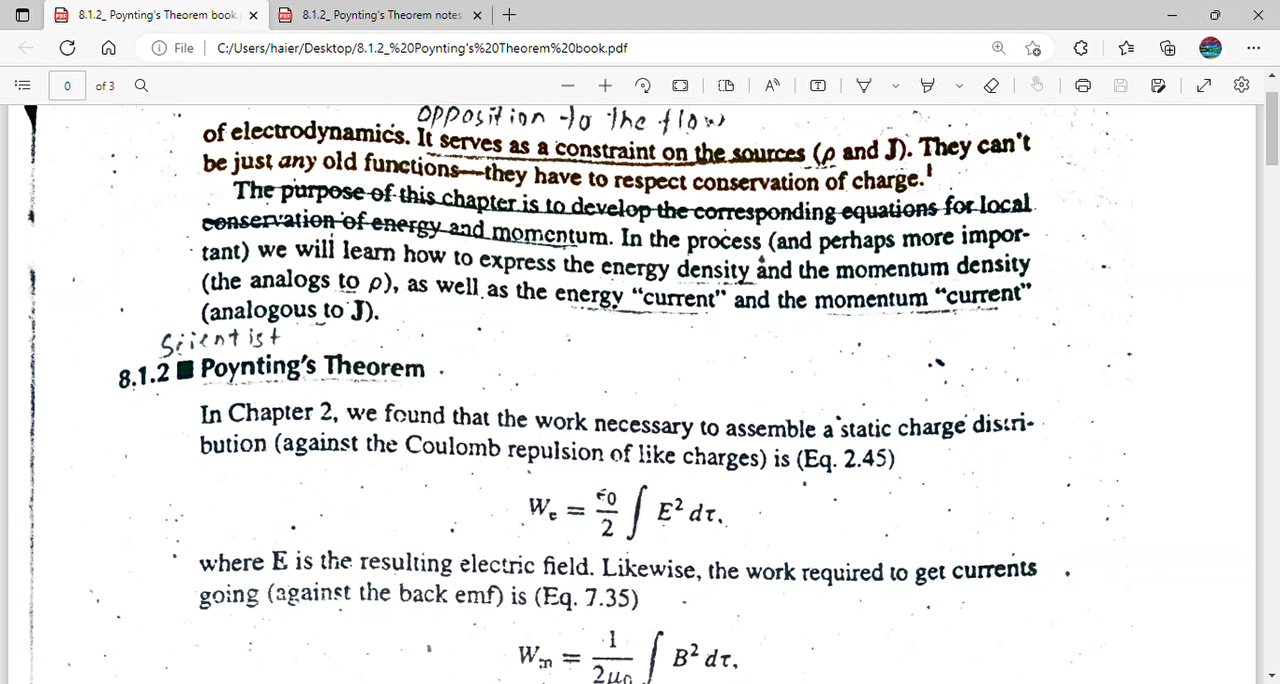 8.1.2_ Poynting's Theorem book.
8.1.2_ Poynting's Theorem notes
File
C:/Users/haier/Desktop/8.1.2_%20Poynting's%20Theorem%20book.pdf
0 of 3
opposition to the flow
of electrodynamics. It serves as a constraint on the sources (ρ and J). They can't
be just any old functions—they have to respect conservation of charge.¹
The purpose of this chapter is to develop the corresponding equations for local
conservation of energy and momentum. In the process (and perhaps more impor-
tant) we will learn how to express the energy density and the momentum density
(the analogs to ρ), as well as the energy "current" and the momentum "current"
(analogous to J).
Sciientist
8.1.2 ■ Poynting's Theorem
In Chapter 2, we found that the work necessary to assemble a static charge distri-
bution (against the Coulomb repulsion of like charges) is (Eq. 2.45)
W_e = ϵ0/2 ∫ E² dτ,
where E is the resulting electric field. Likewise, the work required to get currents
going (against the back emf) is (Eq. 7.35)
W_m = 1/2μ0 ∫ B² dτ,